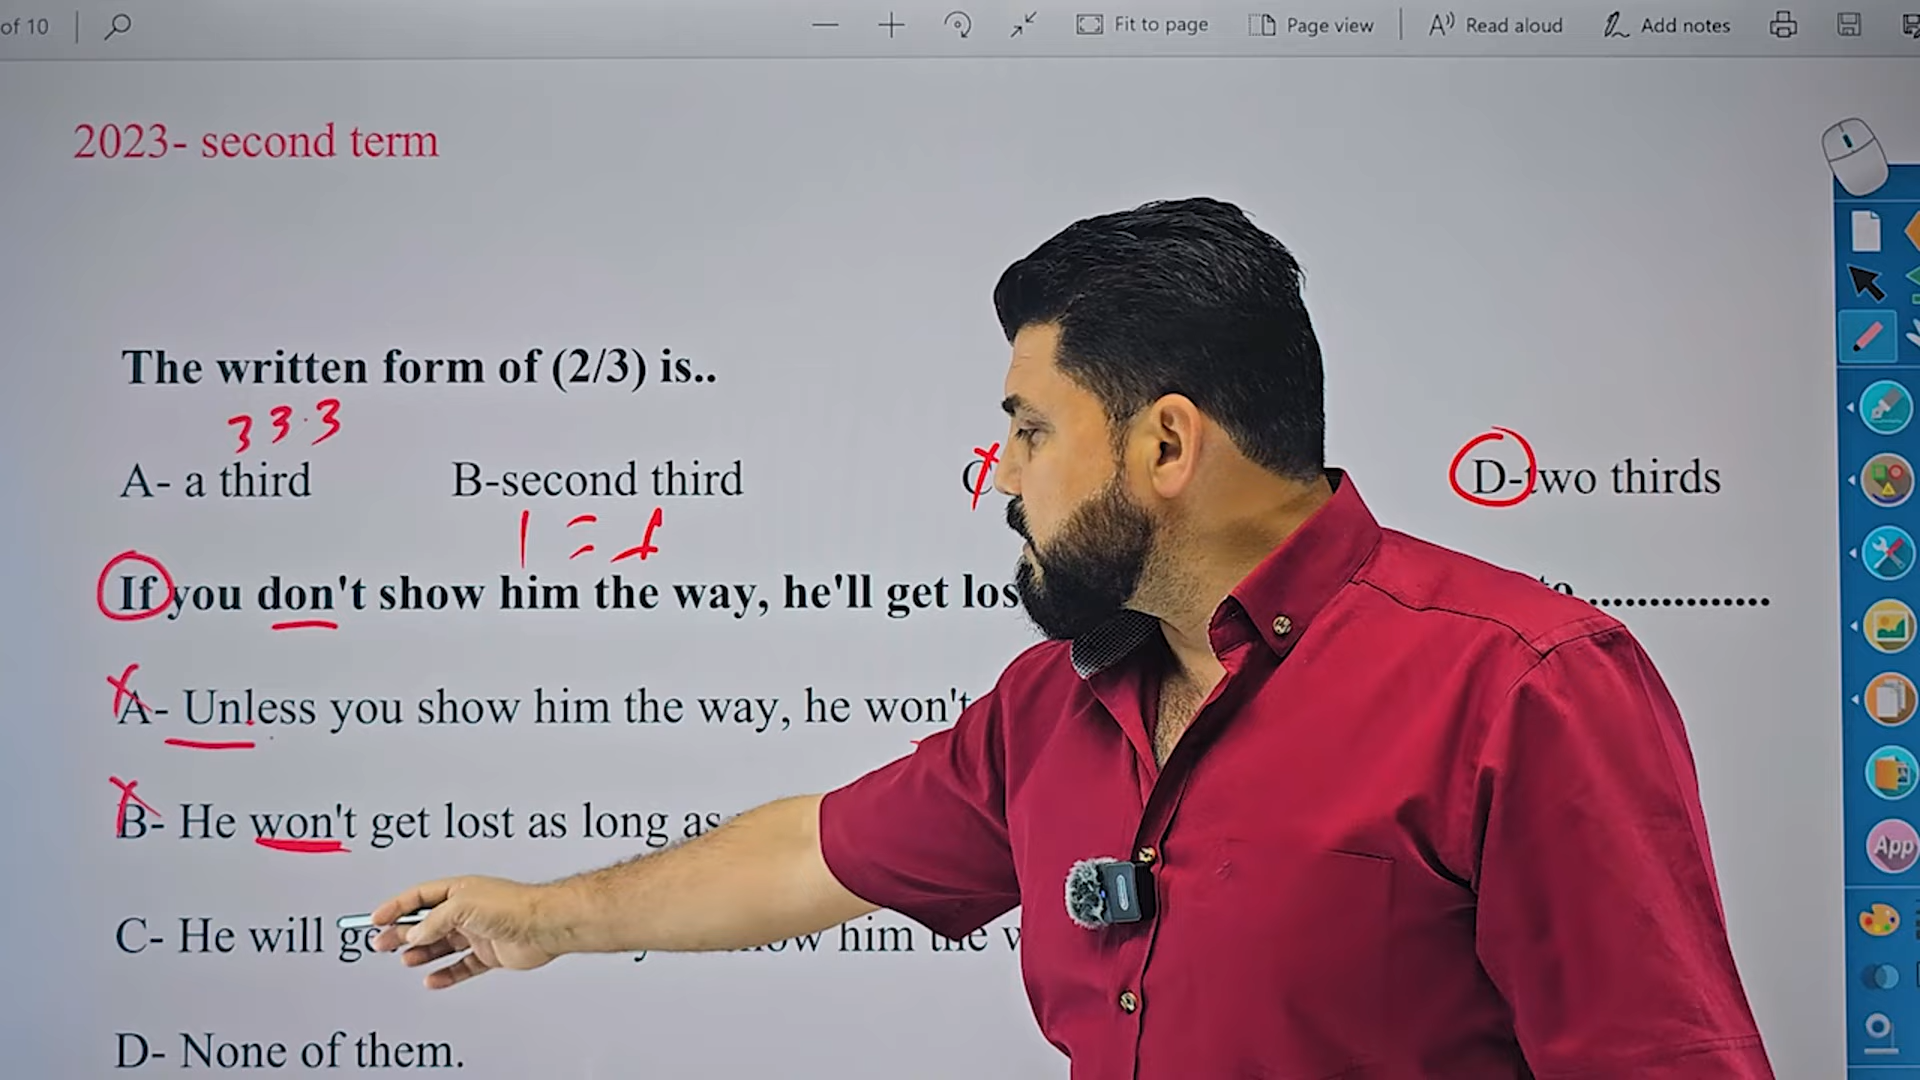 of 10 Fit to page Page view Read aloud Add notes
2023- second term
The written form of (2/3) is..
33.3
A- a third B-second third C D-two thirds
If you don't show him the way, he'll get los to ...............
A- Unless you show him the way, he won't
B- He won't get lost as long as
C- He will ge him the
D- None of them.
App